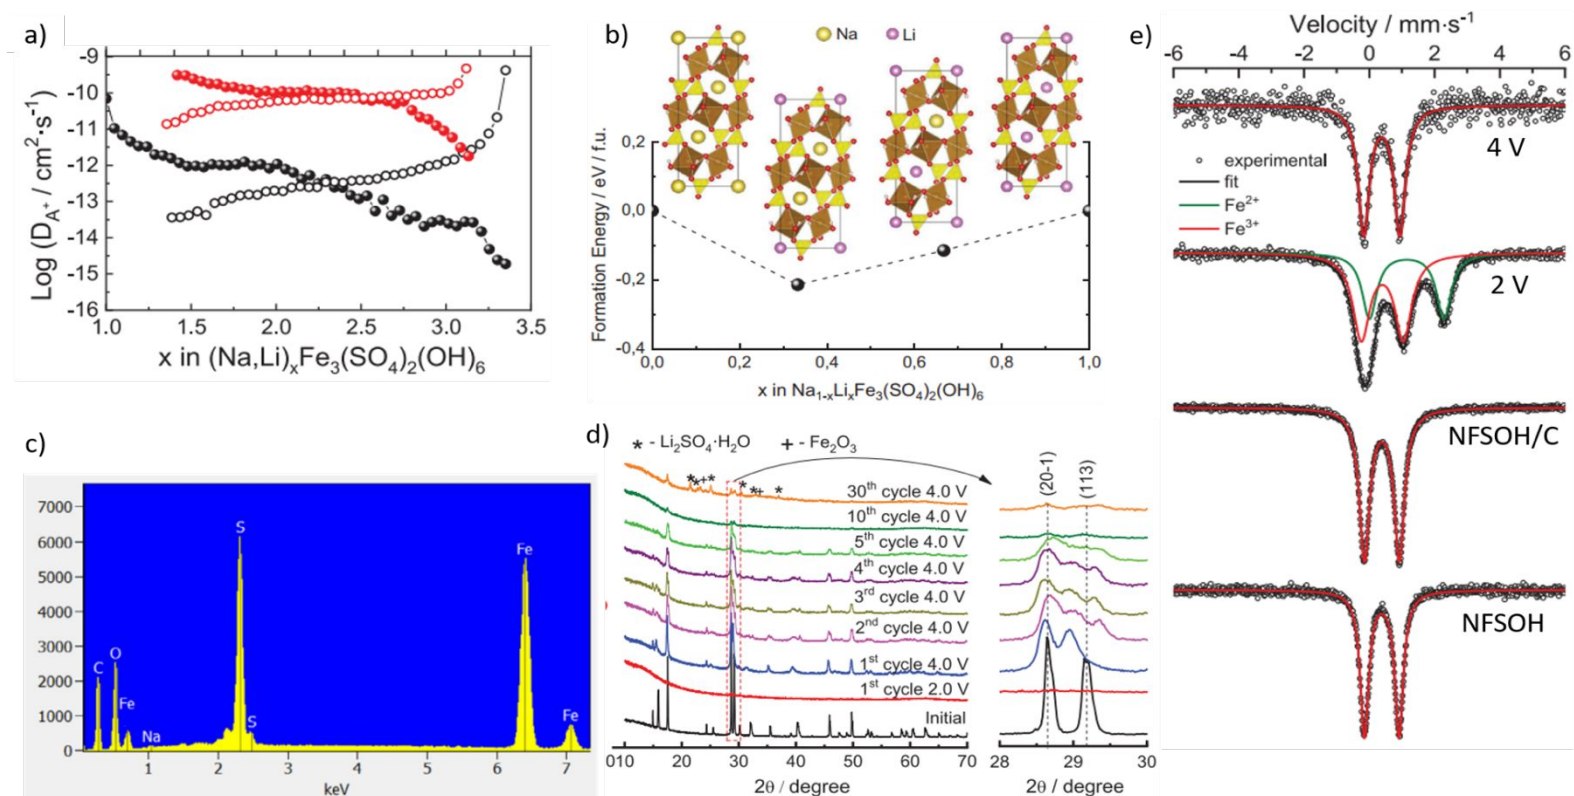 a)
-9
-10
-11
-12
-13
-14
-15
-16
Log (D_A⁺ / cm²·s⁻¹)
1.0 1.5 2.0 2.5 3.0 3.5
x in (Na,Li)ₓFe₃(SO₄)₂(OH)₆
b)
Na Li
0,2
0,0
-0,2
-0,4
Formation Energy / eV / f.u.
0,0 0,2 0,4 0,6 0,8 1,0
x in Na₁₋ₓLiₓFe₃(SO₄)₂(OH)₆
c)
7000
6000
5000
4000
3000
2000
1000
0
C
O
Fe
Na
S
S
Fe
Fe
1 2 3 4 5 6 7
keV
d)
* - Li₂SO₄·H₂O + - Fe₂O₃
**+* * *+ *
30th cycle 4.0 V
10th cycle 4.0 V
5th cycle 4.0 V
4th cycle 4.0 V
3rd cycle 4.0 V
2nd cycle 4.0 V
1st cycle 4.0 V
1st cycle 2.0 V
Initial
010 20 30 40 50 60 70
2θ / degree
(20-1)
(113)
28 28 29 30
2θ / degree
e)
Velocity / mm·s⁻¹
-6 -4 -2 0 2 4 6
4 V
experimental
fit
Fe²⁺
Fe³⁺
2 V
NFSOH/C
NFSOH